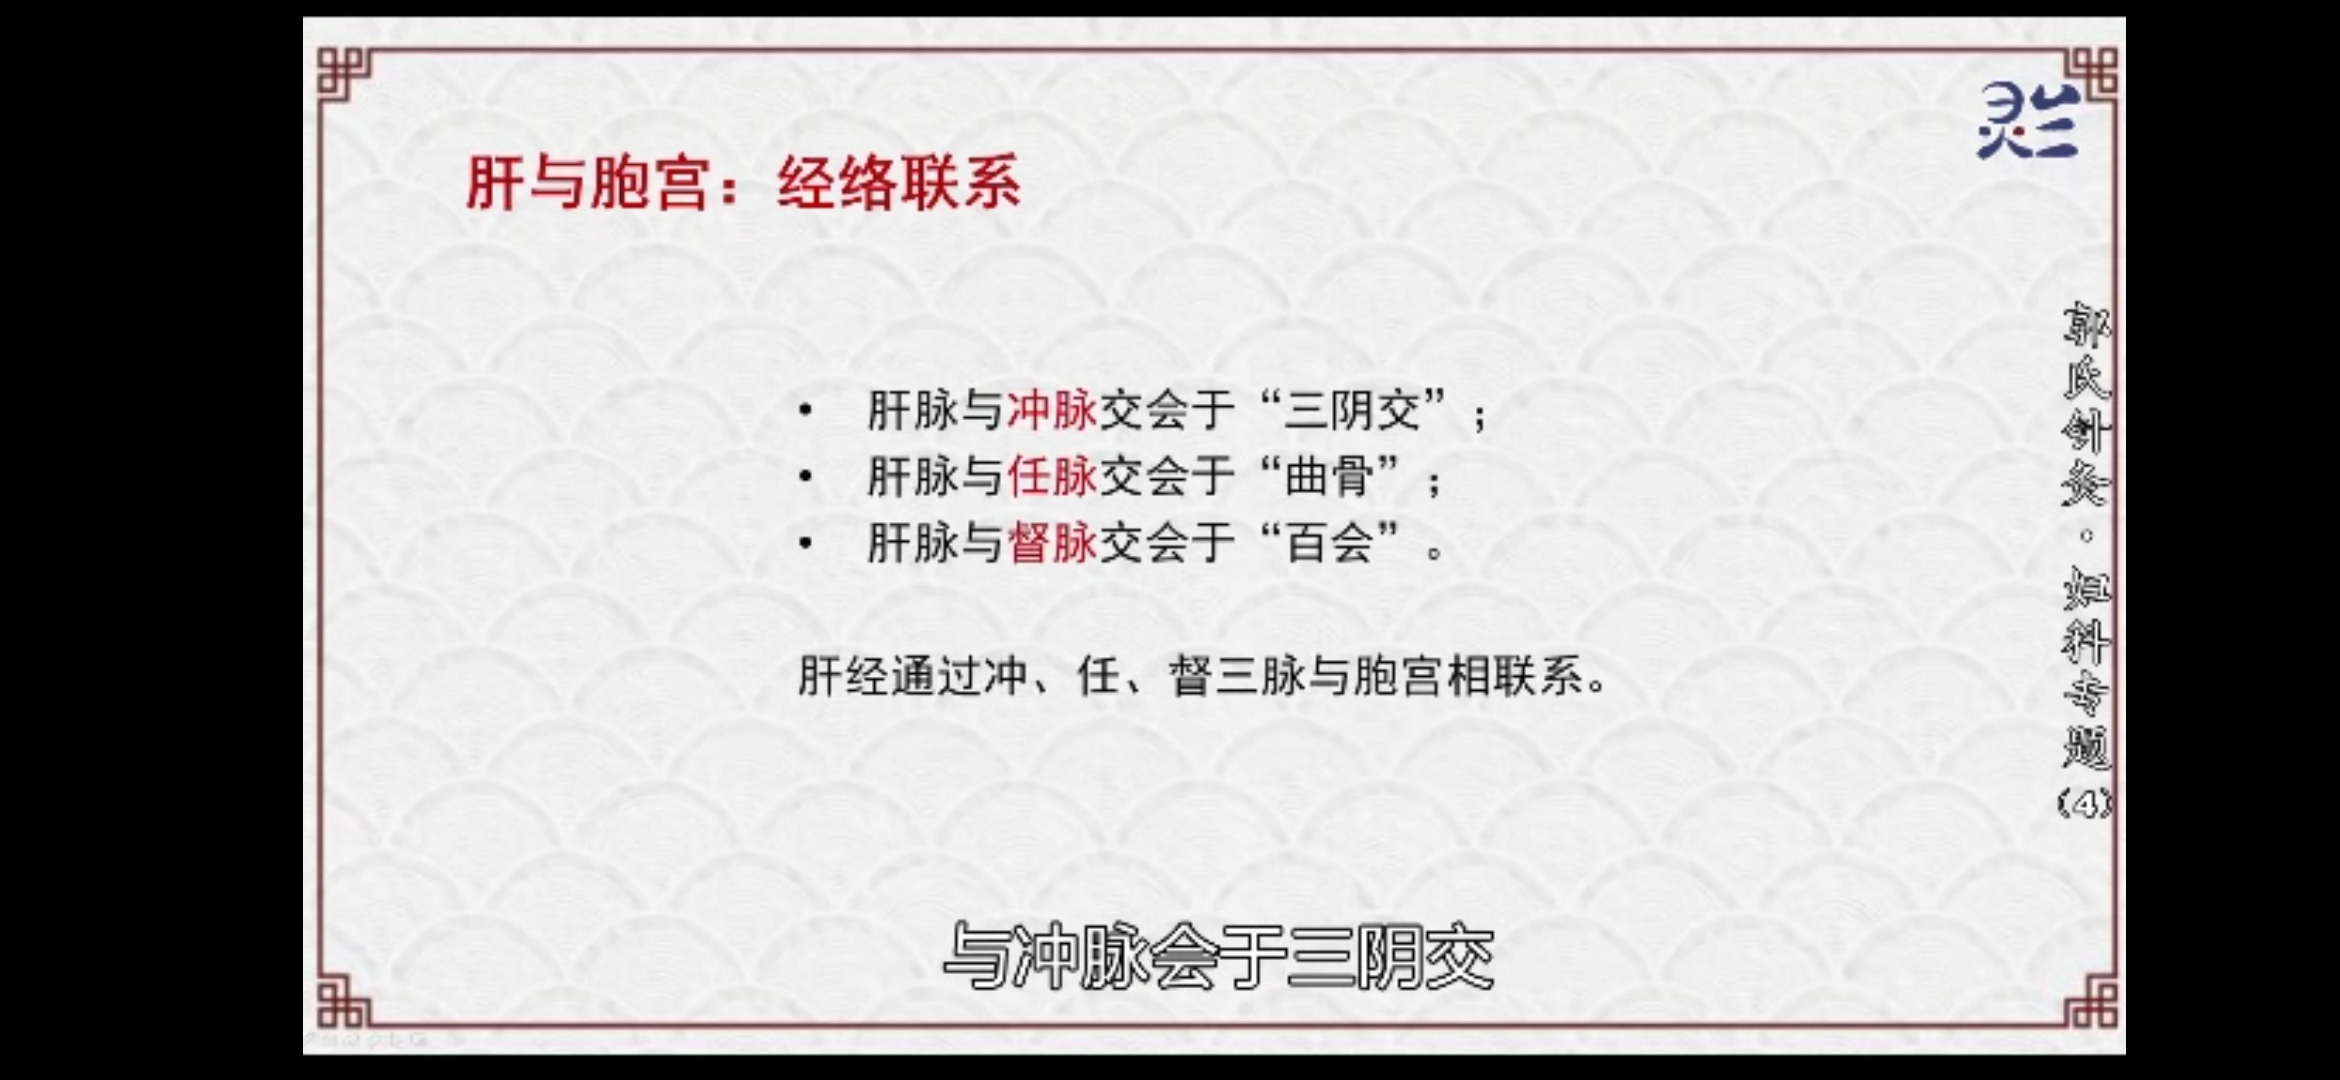 肝与胞宫：经络联系
• 肝脉与冲脉交会于“三阴交”；
• 肝脉与任脉交会于“曲骨”；
• 肝脉与督脉交会于“百会”。
肝经通过冲、任、督三脉与胞宫相联系。
郭氏针灸·妇科专题(4)
与冲脉会于三阴交